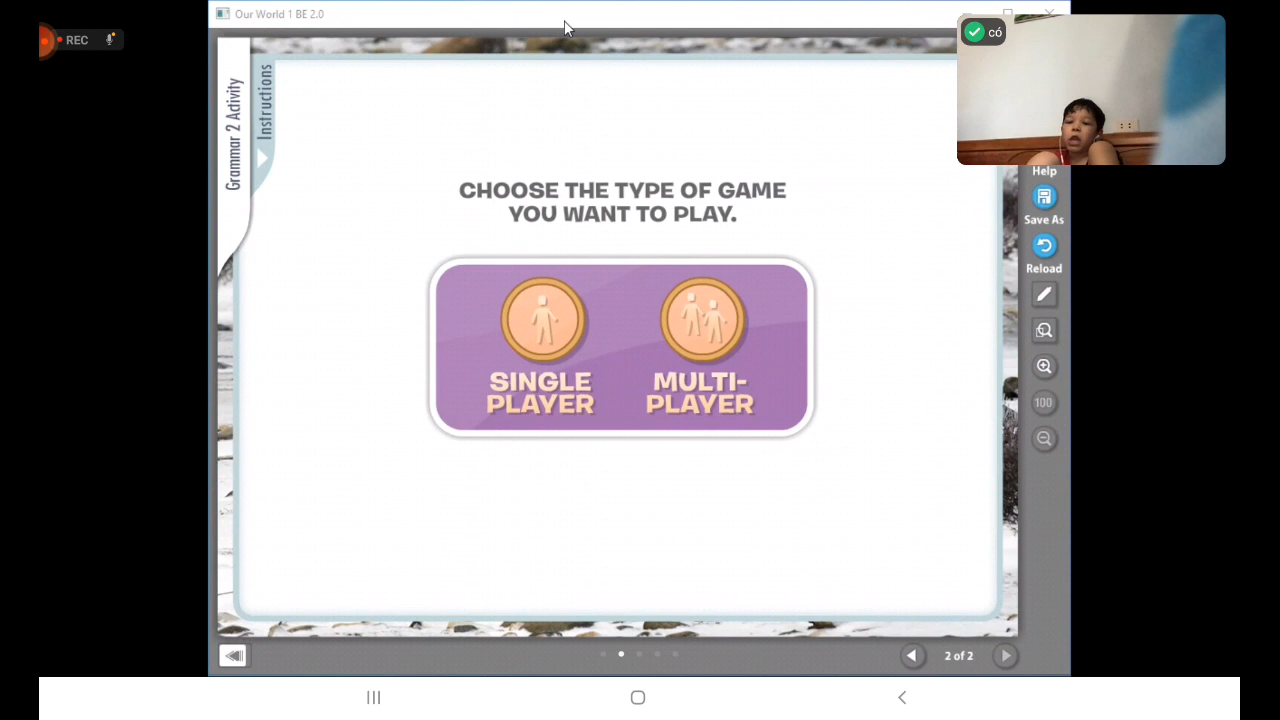 Our World 1 BE 2.0
REC
có
Grammar 2 Activity
Instructions
CHOOSE THE TYPE OF GAME
YOU WANT TO PLAY.
SINGLE
PLAYER
MULTI-
PLAYER
Help
Save As
Reload
100
2 of 2